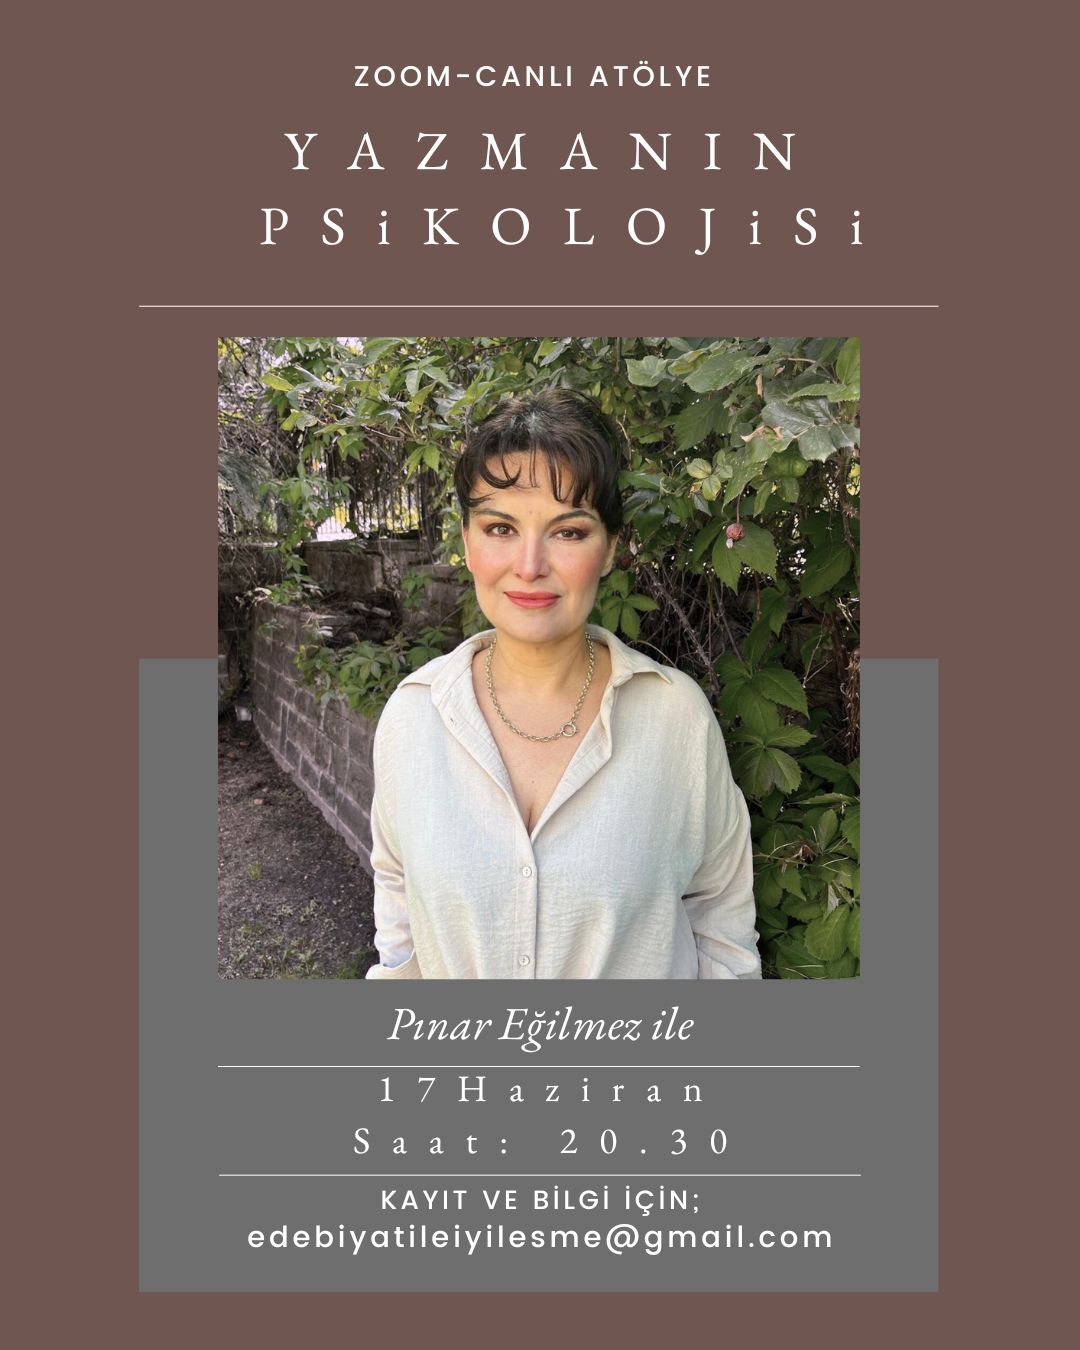 ZOOM-CANLI ATÖLYE
YAZMANIN
PSiKOLOJiSi
Pınar Eğilmez ile
17Haziran
Saat: 20.30
KAYIT VE BİLGİ İÇİN;
edebiyatileiyilesme@gmail.com